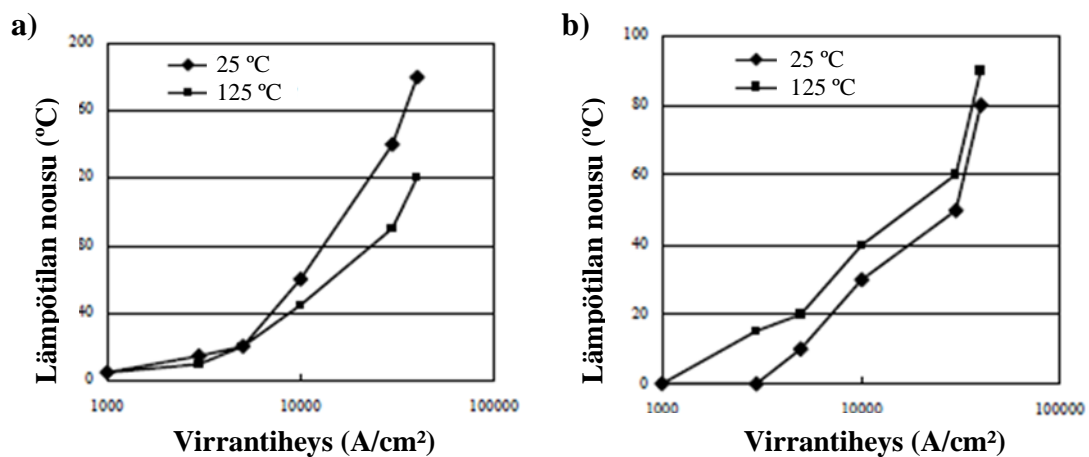 a)
200
60
20
80
40
0
1000
10000
100000
25 ºC
125 ºC
Lämpötilan nousu (ºC)
Virrantiheys (A/cm²)
b)
100
80
60
40
20
0
1000
10000
100000
25 ºC
125 ºC
Lämpötilan nousu (ºC)
Virrantiheys (A/cm²)